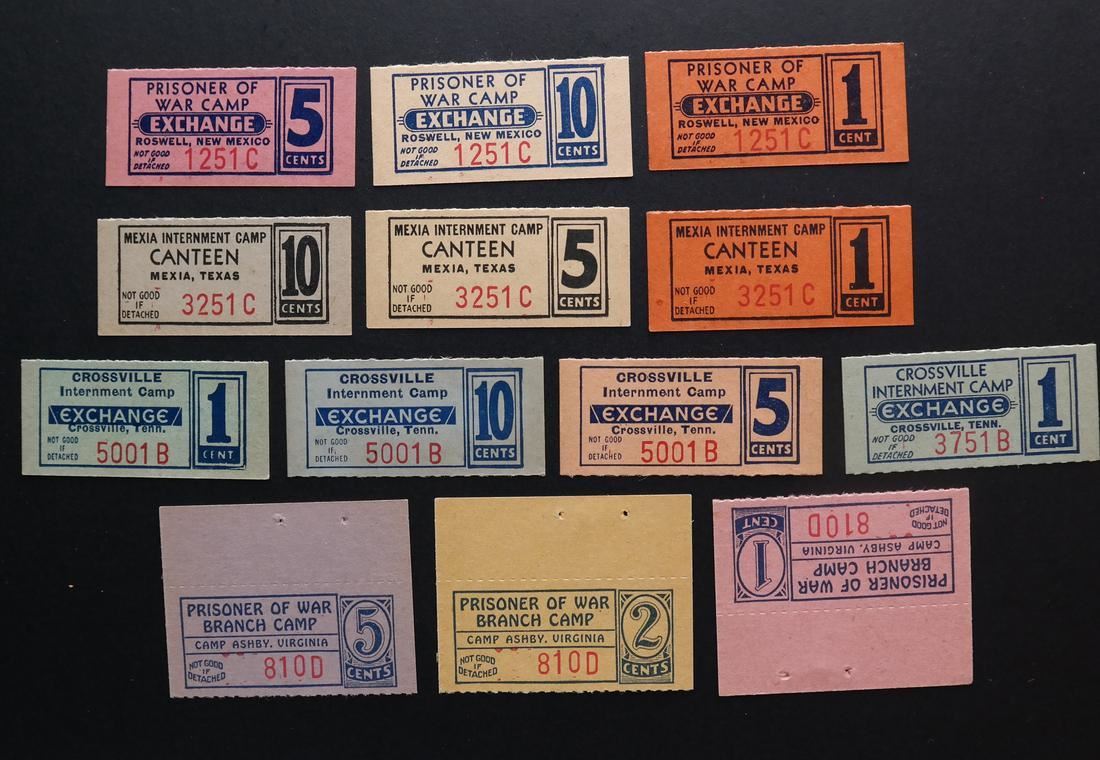 PRISONER OF
WAR CAMP
EXCHANGE
ROSWELL, NEW MEXICO
NOT GOOD
IF
DETACHED
1251 C
5
CENTS
PRISONER OF
WAR CAMP
EXCHANGE
ROSWELL, NEW MEXICO
NOT GOOD
IF
DETACHED
1251 C
10
CENTS
PRISONER OF
WAR CAMP
EXCHANGE
ROSWELL, NEW MEXICO
NOT GOOD
IF
DETACHED
1251 C
1
CENT
MEXIA INTERNMENT CAMP
CANTEEN
MEXIA, TEXAS
NOT GOOD
IF
DETACHED
3251 C
10
CENTS
MEXIA INTERNMENT CAMP
CANTEEN
MEXIA, TEXAS
NOT GOOD
IF
DETACHED
3251 C
5
CENTS
MEXIA INTERNMENT CAMP
CANTEEN
MEXIA, TEXAS
NOT GOOD
IF
DETACHED
3251 C
1
CENT
CROSSVILLE
Internment Camp
EXCHANGE
Crossville, Tenn.
NOT GOOD
IF
DETACHED
5001 B
1
CENT
CROSSVILLE
Internment Camp
EXCHANGE
Crossville, Tenn.
NOT GOOD
IF
DETACHED
5001 B
10
CENTS
CROSSVILLE
Internment Camp
EXCHANGE
Crossville, Tenn.
NOT GOOD
IF
DETACHED
5001 B
5
CENTS
CROSSVILLE
INTERNMENT CAMP
EXCHANGE
CROSSVILLE, TENN.
NOT GOOD
IF
DETACHED
3751 B
1
CENT
PRISONER OF WAR
BRANCH CAMP
CAMP ASHBY, VIRGINIA
NOT GOOD
IF
DETACHED
810D
5
CENTS
PRISONER OF WAR
BRANCH CAMP
CAMP ASHBY, VIRGINIA
NOT GOOD
IF
DETACHED
810D
2
CENTS
PRISONER OF WAR
BRANCH CAMP
CAMP ASHBY, VIRGINIA
NOT GOOD
IF
DETACHED
810D
1
CENT